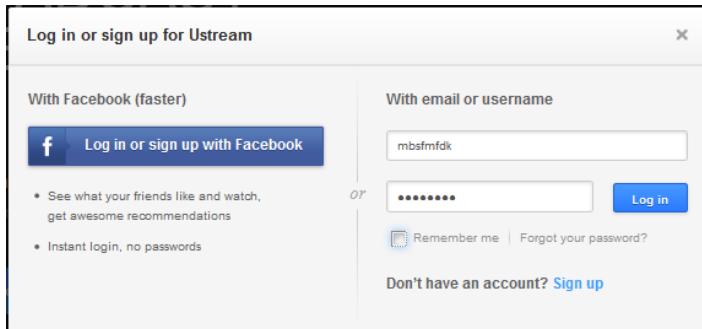 Log in or sign up for Ustream
With Facebook (faster)
Log in or sign up with Facebook
See what your friends like and watch,
get awesome recommendations
Instant login, no passwords
or
With email or username
mbsfmfdk
••••••••
Log in
Remember me | Forgot your password?
Don't have an account? Sign up